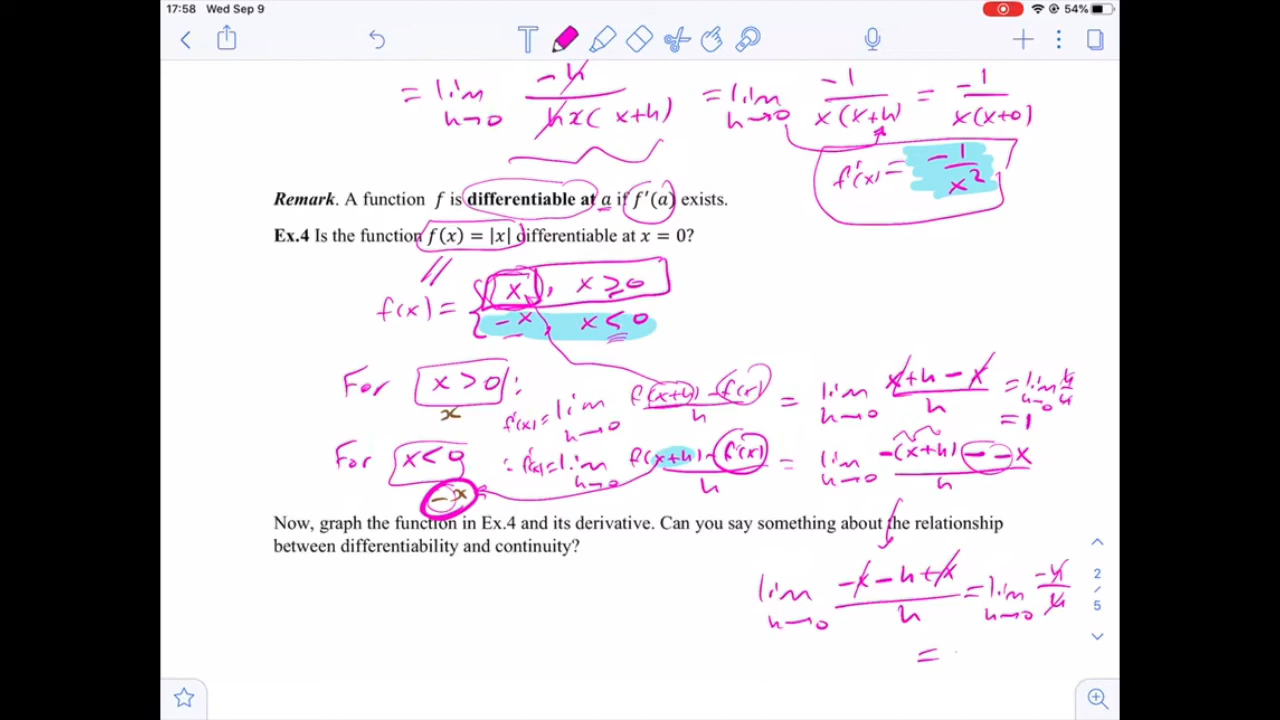 17:58 Wed Sep 9 54%
= lim h→0 -h / hx(x+h) = lim h→0 -1 / x(x+h) = -1 / x(x+0)
f'(x) = -1/x²
Remark. A function f is differentiable at a if f'(a) exists.
Ex.4 Is the function f(x) = |x| differentiable at x = 0?
f(x) = { x, x ≥ 0
-x, x < 0
For x > 0 : f'(x) = lim h→0 f(x+h) - f(x) / h = lim h→0 x+h-x / h = lim h→0 h/h
x
= 1
For x < 0 : f'(x) = lim h→0 f(x+h) - f(x) / h = lim h→0 -(x+h) - -x / h
-x
Now, graph the function in Ex.4 and its derivative. Can you say something about the relationship
between differentiability and continuity?
lim h→0 -x-h+x / h = lim h→0 -h/h
=
2/5